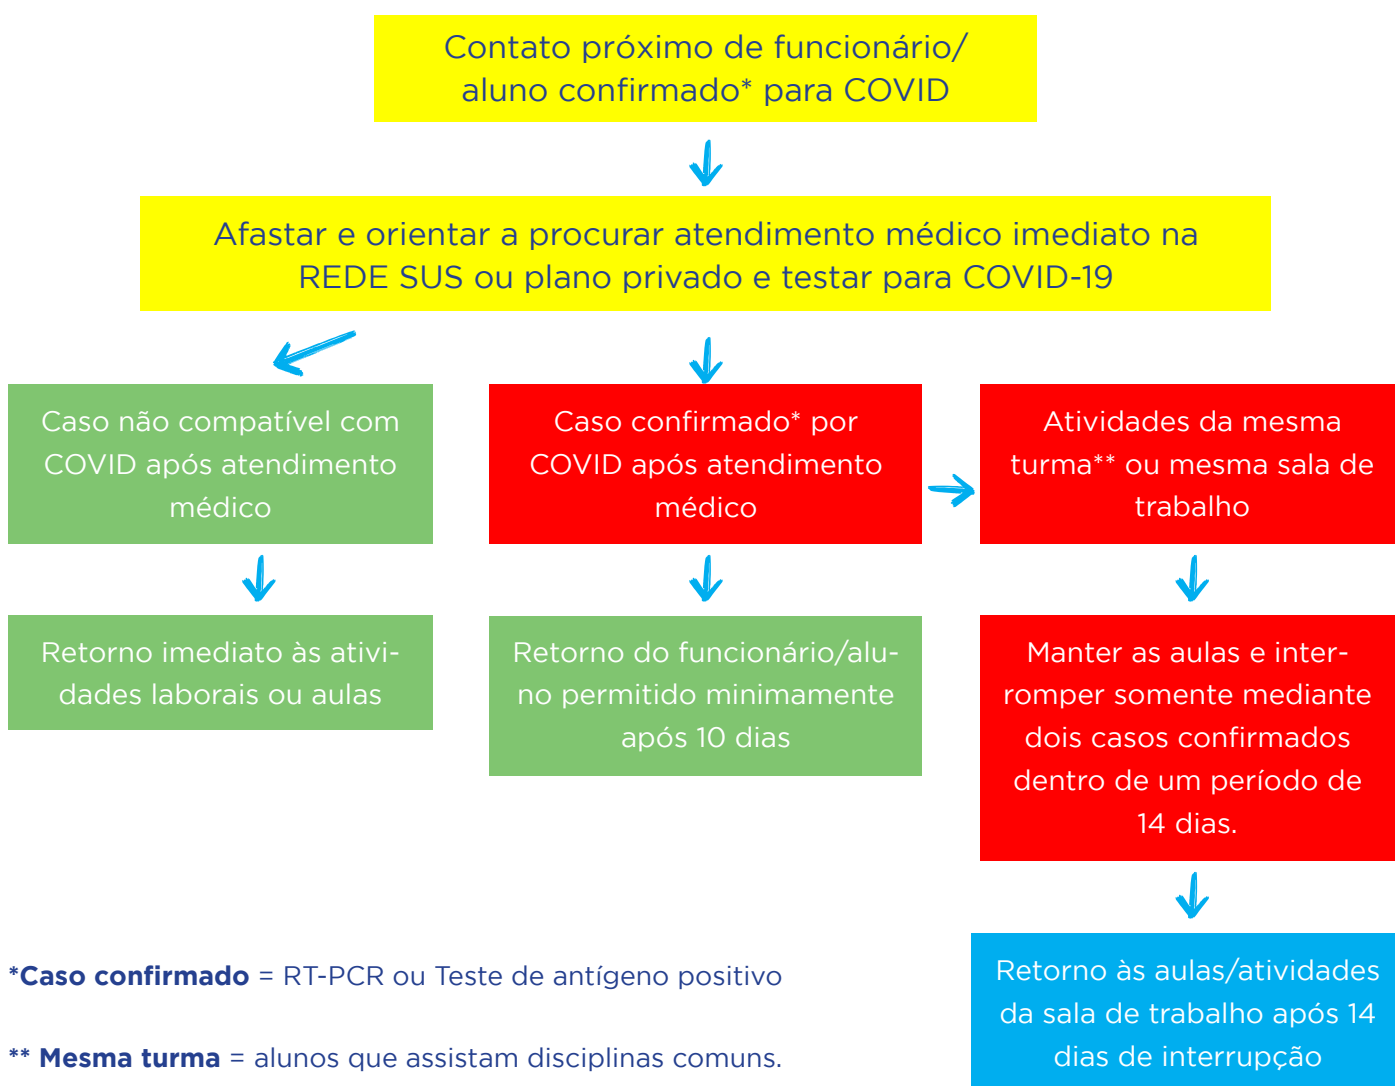 Contato próximo de funcionário/
aluno confirmado* para COVID
Afastar e orientar a procurar atendimento médico imediato na
REDE SUS ou plano privado e testar para COVID-19
Caso não compatível com
COVID após atendimento
médico
Caso confirmado* por
COVID após atendimento
médico
Atividades da mesma
turma** ou mesma sala de
trabalho
Retorno imediato às ativi-
dades laborais ou aulas
Retorno do funcionário/alu-
no permitido minimamente
após 10 dias
Manter as aulas e inter-
romper somente mediante
dois casos confirmados
dentro de um período de
14 dias.
Retorno às aulas/atividades
da sala de trabalho após 14
dias de interrupção
*Caso confirmado = RT-PCR ou Teste de antígeno positivo
** Mesma turma = alunos que assistam disciplinas comuns.